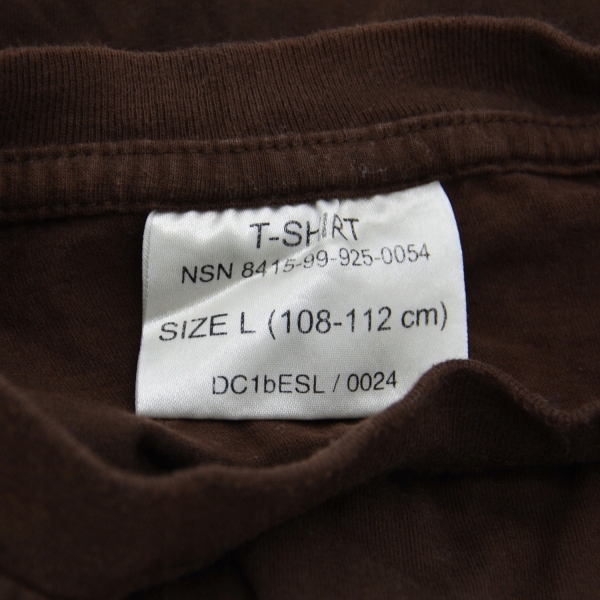 T-SHIRT
NSN 8415-99-925-0054
SIZE L (108-112 cm)
DC1bESL / 0024